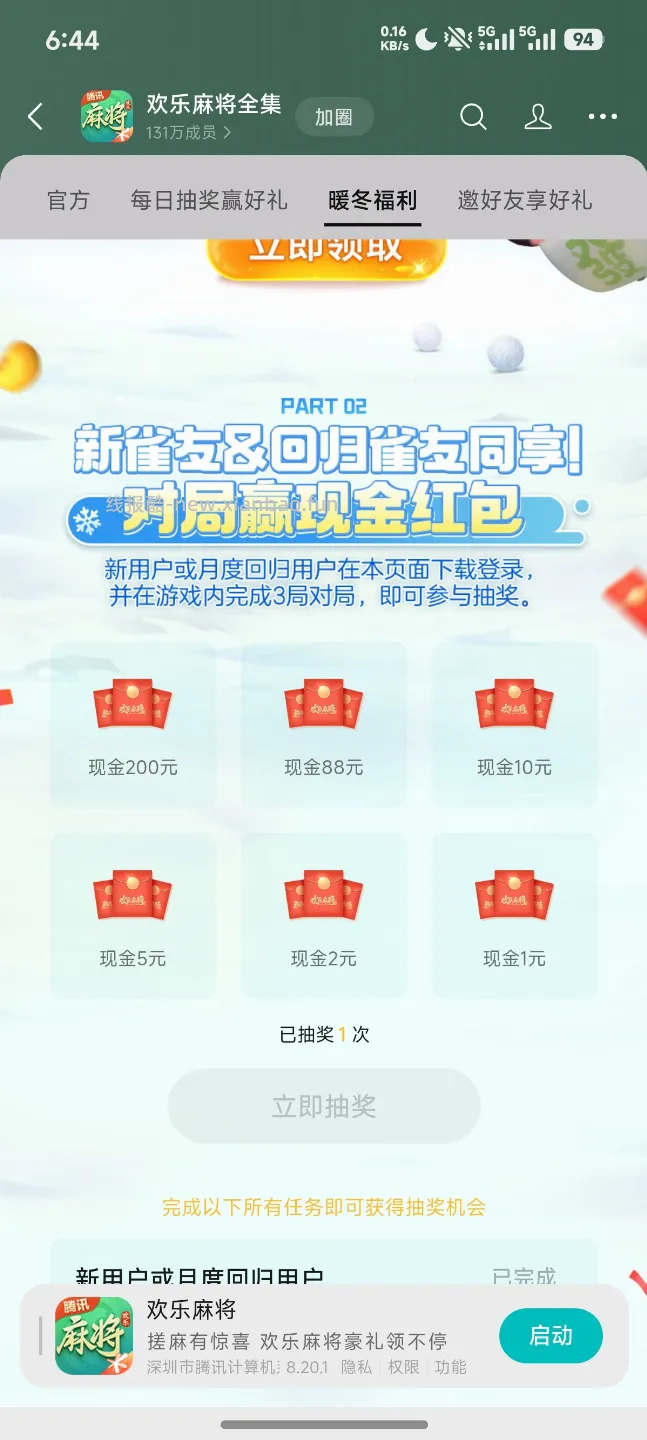 6:44
0.16
KB/s
5G
5G
94
腾讯
麻将
欢乐麻将全集
131万成员
加圈
官方
每日抽奖赢好礼
暖冬福利
邀好友享好礼
立即领取
PART 02
新雀友&回归雀友同享!
对局赢现金红包
线报酷-new.xianbao.fun
新用户或月度回归用户在本页面下载登录，
并在游戏内完成3局对局，即可参与抽奖。
现金200元
现金88元
现金10元
现金5元
现金2元
现金1元
已抽奖1次
立即抽奖
完成以下所有任务即可获得抽奖机会
新用户或月度回归用户
已完成
腾讯
欢乐
麻将
欢乐麻将
搓麻有惊喜 欢乐麻将豪礼领不停
深圳市腾讯计算机
8.20.1
隐私
权限
功能
启动